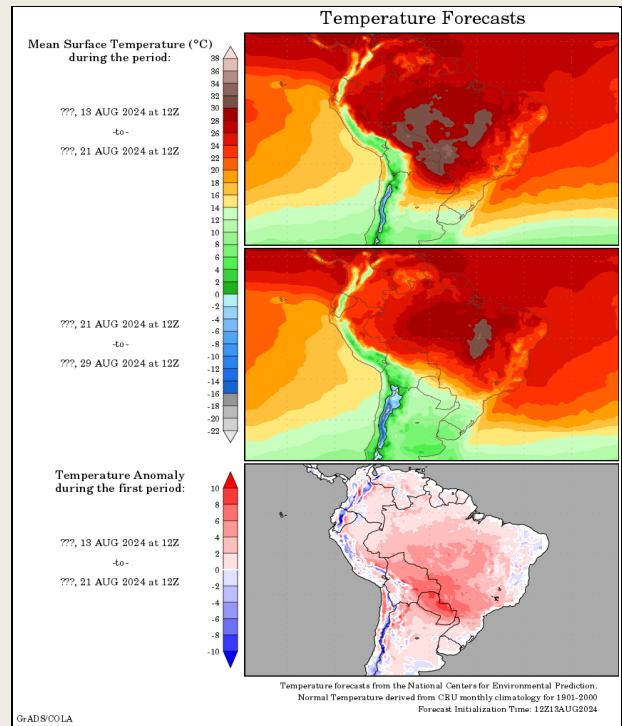 Temperature Forecasts
Mean Surface Temperature (°C)
during the period:
???, 13 AUG 2024 at 12Z
-to-
???, 21 AUG 2024 at 12Z
38
36
34
32
30
28
26
24
22
20
18
16
14
12
10
8
6
4
2
0
-2
-4
-6
-8
-10
-12
-14
-16
-18
-20
-22
???, 21 AUG 2024 at 12Z
-to-
???, 29 AUG 2024 at 12Z
Temperature Anomaly
during the first period:
???, 13 AUG 2024 at 12Z
-to-
???, 21 AUG 2024 at 12Z
10
8
6
4
2
0
-2
-4
-6
-8
-10
Temperature forecasts from the National Centers for Environmental Prediction.
Normal Temperature derived from CRU monthly climatology for 1901-2000
Forecast Initialization Time: 12Z13AUG2024
GrADS/COLA